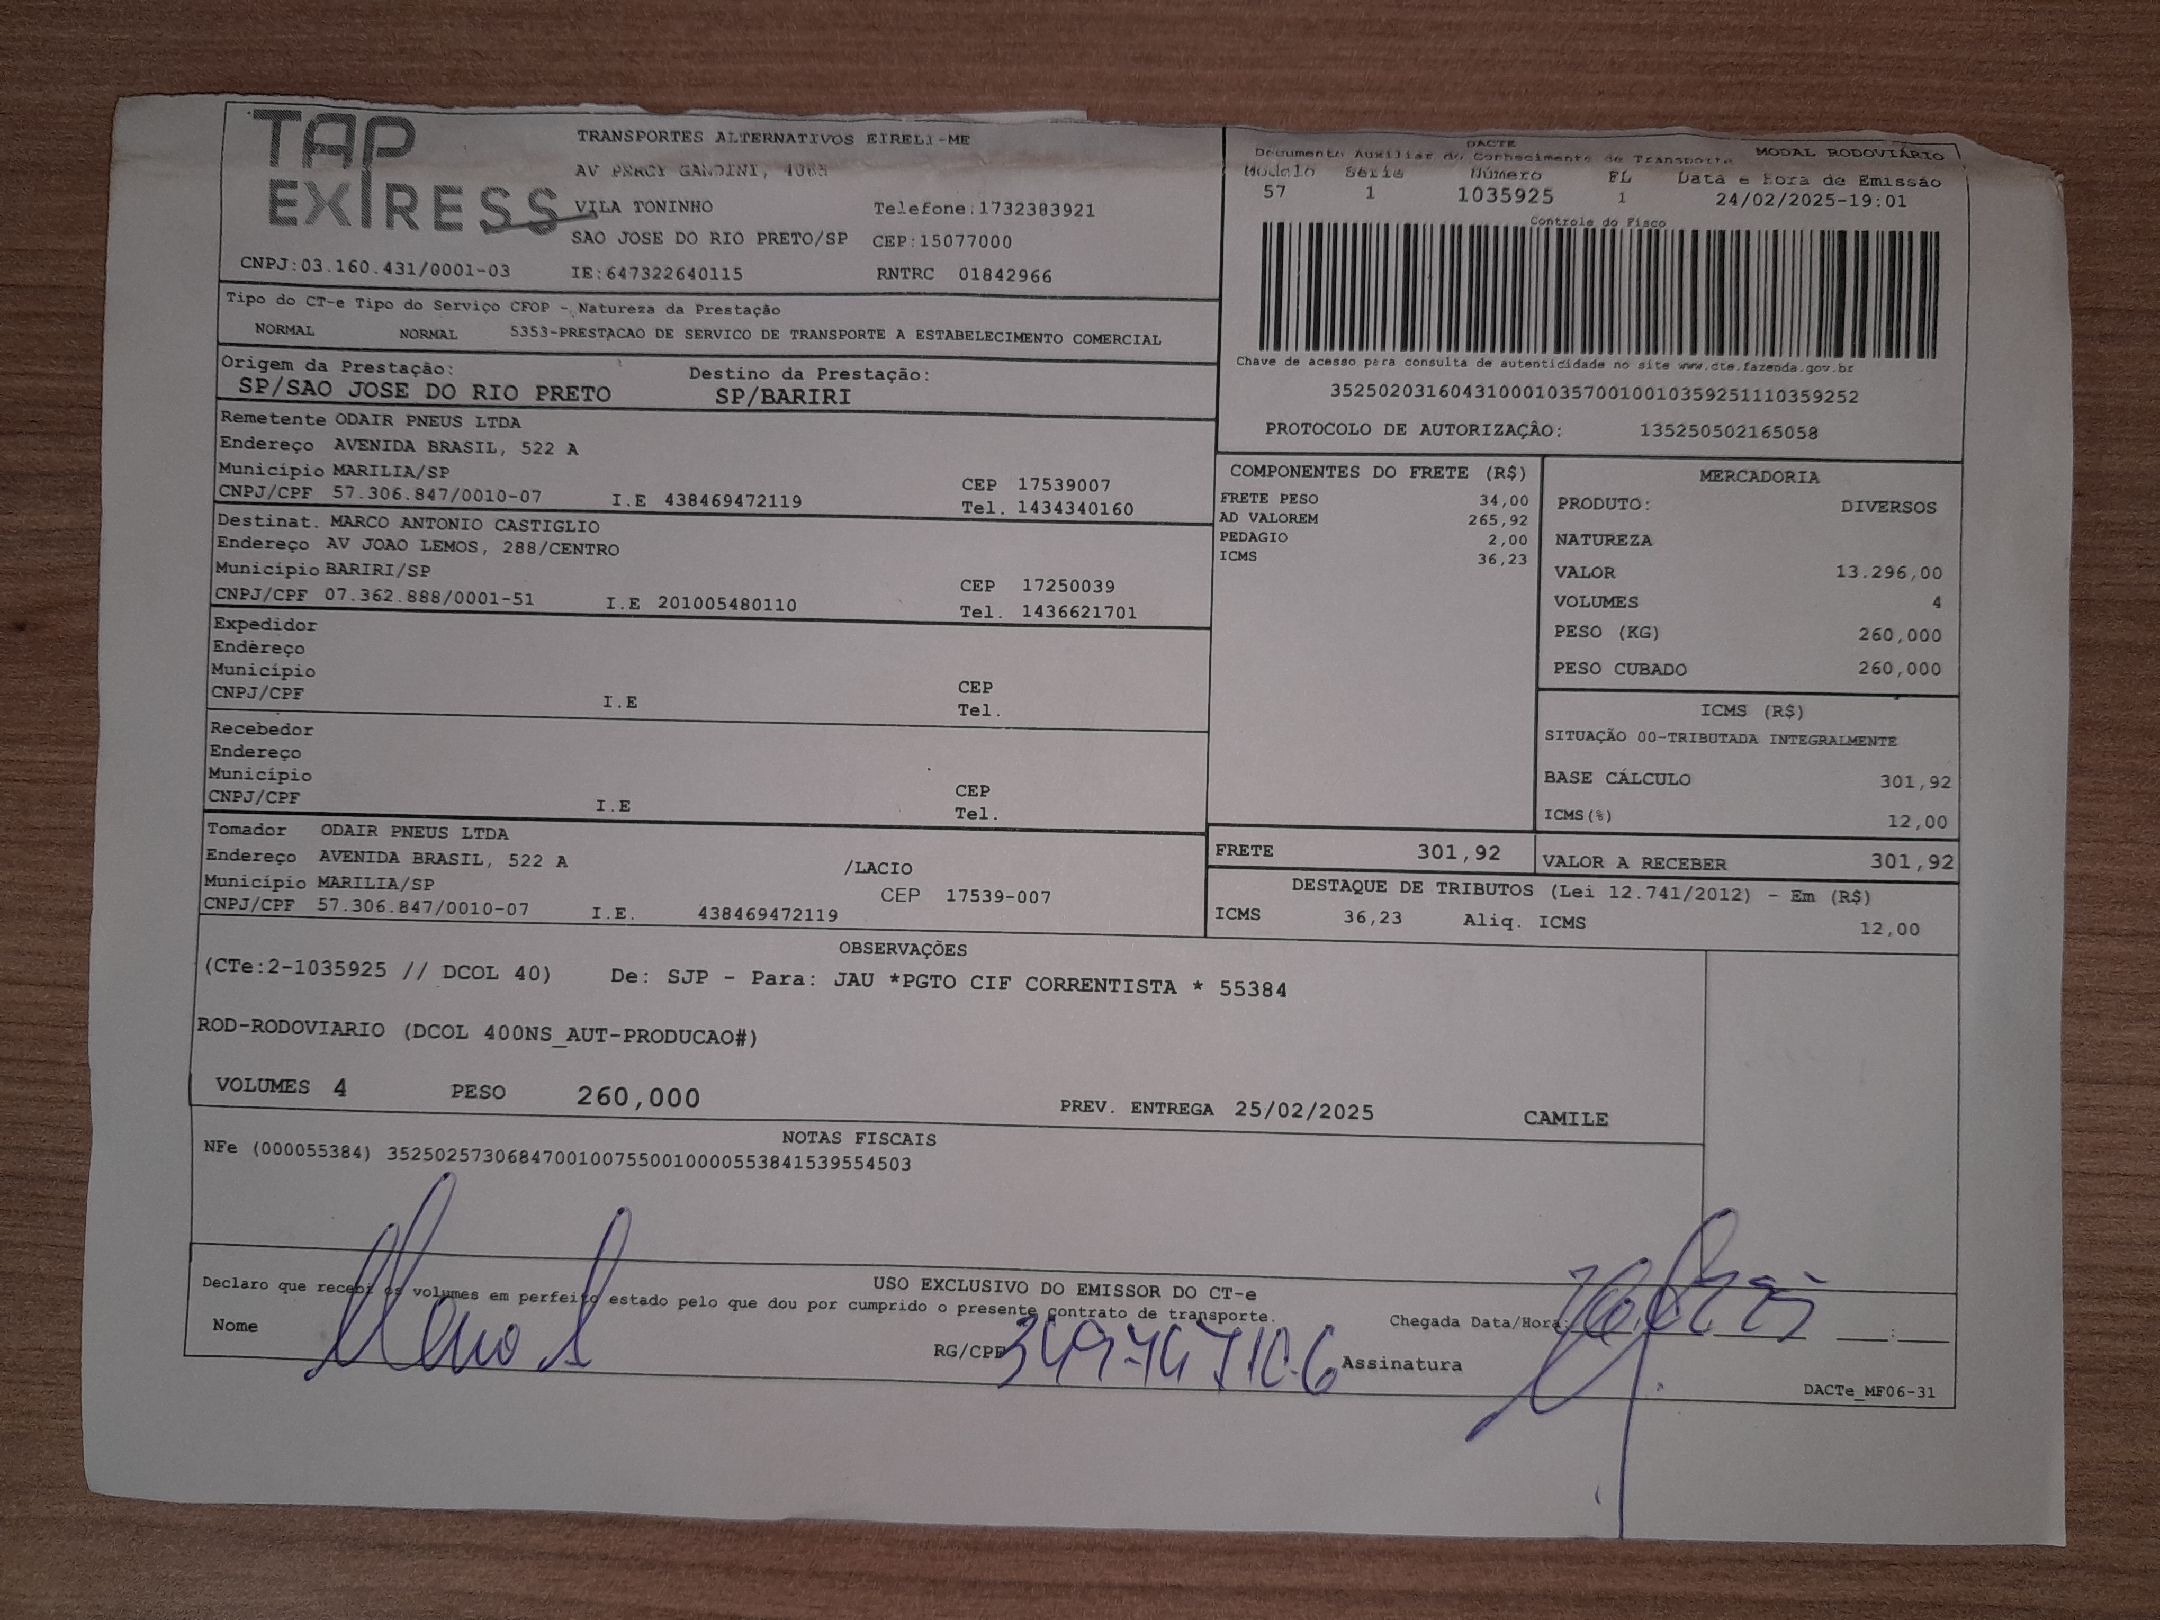 TAP EXPRESS
TRANSPORTES ALTERNATIVOS EIRELI-ME
AV PERCY GANDINI,
VILA TONINHO Telefone:1732383921
SAO JOSE DO RIO PRETO/SP CEP:15077000
CNPJ:03.160.431/0001-03 IE:647322640115 RNTRC 01842966
DACTE
Documento Auxiliar do Conhecimento de Transporte MODAL RODOVIÁRIO
Modelo Série Número FL Data e Hora de Emissão
57 1 1035925 1 24/02/2025-19:01
Controle do Fisco
Chave de acesso para consulta de autenticidade no site www.cte.fazenda.gov.br
35250203160431000103570010010359251110359252
PROTOCOLO DE AUTORIZAÇÂO: 135250502165058
Tipo do CT-e Tipo do Serviço CFOP - Natureza da Prestação
NORMAL NORMAL 5353-PRESTACAO DE SERVICO DE TRANSPORTE A ESTABELECIMENTO COMERCIAL
Origem da Prestação: Destino da Prestação:
SP/SAO JOSE DO RIO PRETO SP/BARIRI
Remetente ODAIR PNEUS LTDA
Endereço AVENIDA BRASIL, 522 A
Município MARILIA/SP CEP 17539007
CNPJ/CPF 57.306.847/0010-07 I.E 438469472119 Tel. 1434340160
Destinat. MARCO ANTONIO CASTIGLIO
Endereço AV JOAO LEMOS, 288/CENTRO
Município BARIRI/SP CEP 17250039
CNPJ/CPF 07.362.888/0001-51 I.E 201005480110 Tel. 1436621701
Expedidor
Endereço
Município CEP
CNPJ/CPF I.E Tel.
Recebedor
Endereço
Município CEP
CNPJ/CPF I.E Tel.
Tomador ODAIR PNEUS LTDA
Endereço AVENIDA BRASIL, 522 A /LACIO
Município MARILIA/SP CEP 17539-007
CNPJ/CPF 57.306.847/0010-07 I.E. 438469472119
COMPONENTES DO FRETE (R$)
FRETE PESO 34,00
AD VALOREM 265,92
PEDAGIO 2,00
ICMS 36,23
MERCADORIA
PRODUTO: DIVERSOS
NATUREZA
VALOR 13.296,00
VOLUMES 4
PESO (KG) 260,000
PESO CUBADO 260,000
ICMS (R$)
SITUAÇÃO 00-TRIBUTADA INTEGRALMENTE
BASE CÁLCULO 301,92
ICMS(%) 12,00
FRETE 301,92 VALOR A RECEBER 301,92
DESTAQUE DE TRIBUTOS (Lei 12.741/2012) - Em (R$)
ICMS 36,23 Aliq. ICMS 12,00
OBSERVAÇÕES
(CTe:2-1035925 // DCOL 40) De: SJP - Para: JAU *PGTO CIF CORRENTISTA * 55384
ROD-RODOVIARIO (DCOL 400NS_AUT-PRODUCAO#)
VOLUMES 4 PESO 260,000 PREV. ENTREGA 25/02/2025 CAMILE
NOTAS FISCAIS
NFe (000055384) 35250257306847001007550010000553841539554503
USO EXCLUSIVO DO EMISSOR DO CT-e
Declaro que recebi os volumes em perfeito estado pelo que dou por cumprido o presente contrato de transporte.
Chegada Data/Hora: __:__
Nome RG/CPF Assinatura
DACTe_MF06-31